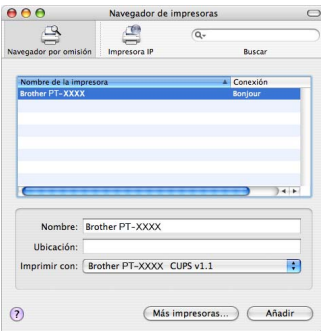 Navegador de impresoras
Navegador por omisión
Impresora IP
Buscar
Nombre de la impresora
Conexión
Brother PT-XXXX
Bonjour
Nombre: Brother PT-XXXX
Ubicación:
Imprimir con: Brother PT-XXXX CUPS v1.1
?
Más impresoras...
Añadir